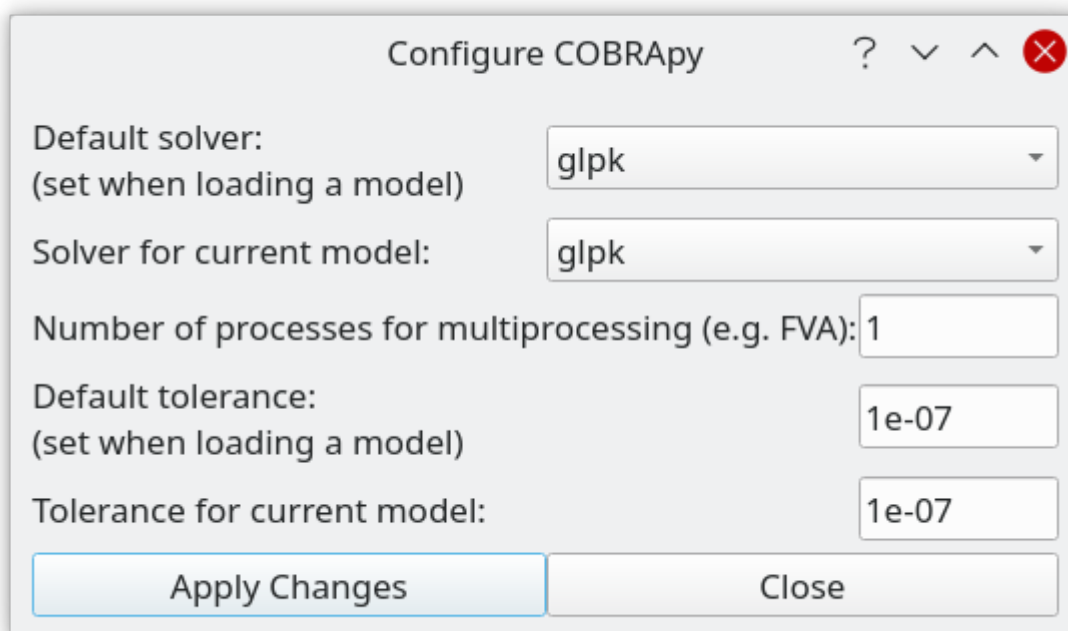 Configure COBRApy ?
Default solver:
(set when loading a model)
glpk
Solver for current model:
glpk
Number of processes for multiprocessing (e.g. FVA):
1
Default tolerance:
(set when loading a model)
1e-07
Tolerance for current model:
1e-07
Apply Changes
Close